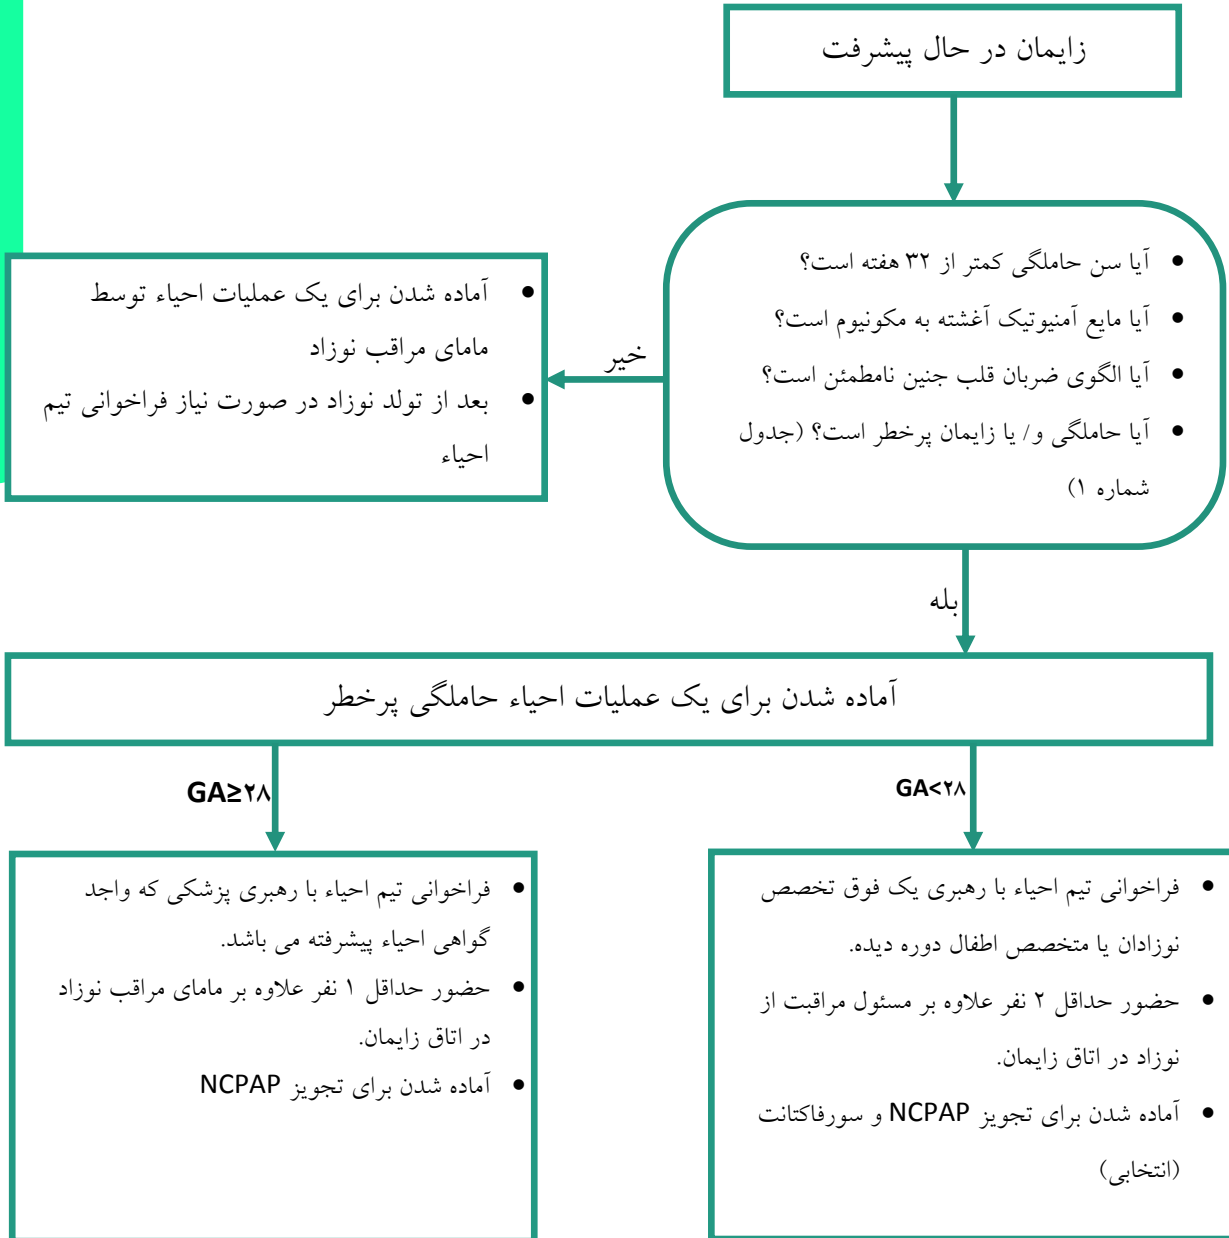 زایمان در حال پیشرفت
• آیا سن حاملگی کمتر از ۳۲ هفته است؟
• آیا مایع آمنیوتیک آغشته به مکونیوم است؟
• آیا الگوی ضربان قلب جنین نامطمئن است؟
• آیا حاملگی و/ یا زایمان پرخطر است؟ (جدول
شماره ۱)
خیر
• آماده شدن برای یک عملیات احیاء توسط
مامای مراقب نوزاد
• بعد از تولد نوزاد در صورت نیاز فراخوانی تیم
احیاء
بله
آماده شدن برای یک عملیات احیاء حاملگی پرخطر
GA<۲۸
• فراخوانی تیم احیاء با رهبری یک فوق تخصص
نوزادان یا متخصص اطفال دوره دیده.
• حضور حداقل ۲ نفر علاوه بر مسئول مراقبت از
نوزاد در اتاق زایمان.
• آماده شدن برای تجویز NCPAP و سورفاکتانت
(انتخابی)
GA≥۲۸
• فراخوانی تیم احیاء با رهبری پزشکی که واجد
گواهی احیاء پیشرفته می باشد.
• حضور حداقل ۱ نفر علاوه بر مامای مراقب نوزاد
در اتاق زایمان.
• آماده شدن برای تجویز NCPAP